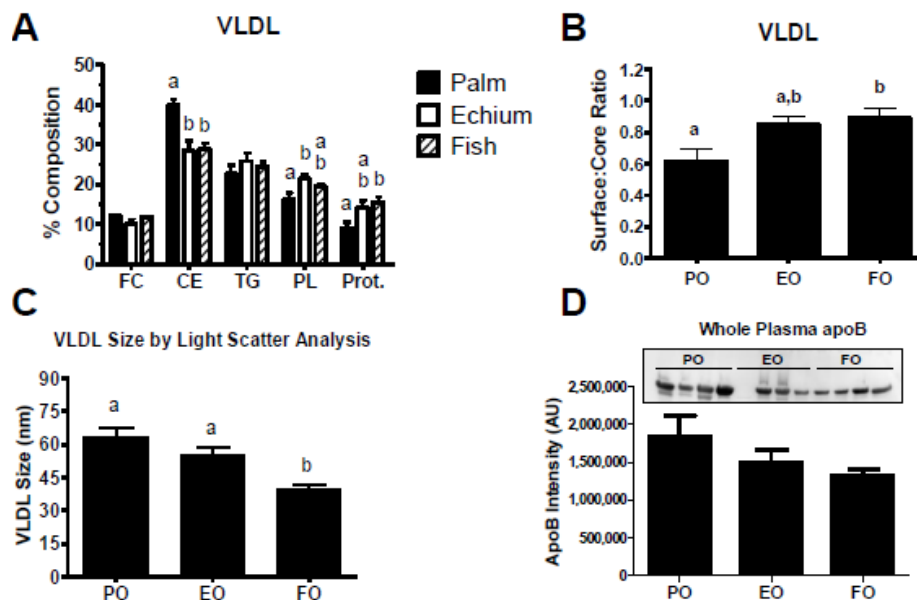 A
VLDL
a
b b
a b a b
a a b b
50
40
30
20
10
0
% Composition
FC CE TG PL Prot.
Palm
Echium
Fish
B
VLDL
a
a,b
b
1.2
1.0
0.8
0.6
0.4
0.2
0.0
Surface:Core Ratio
PO EO FO
C
VLDL Size by Light Scatter Analysis
a
a
b
90
75
60
45
30
15
0
VLDL Size (nm)
PO EO FO
D
Whole Plasma apoB
PO EO FO
2,500,000
2,000,000
1,500,000
1,000,000
500,000
0
ApoB Intensity (AU)
PO EO FO